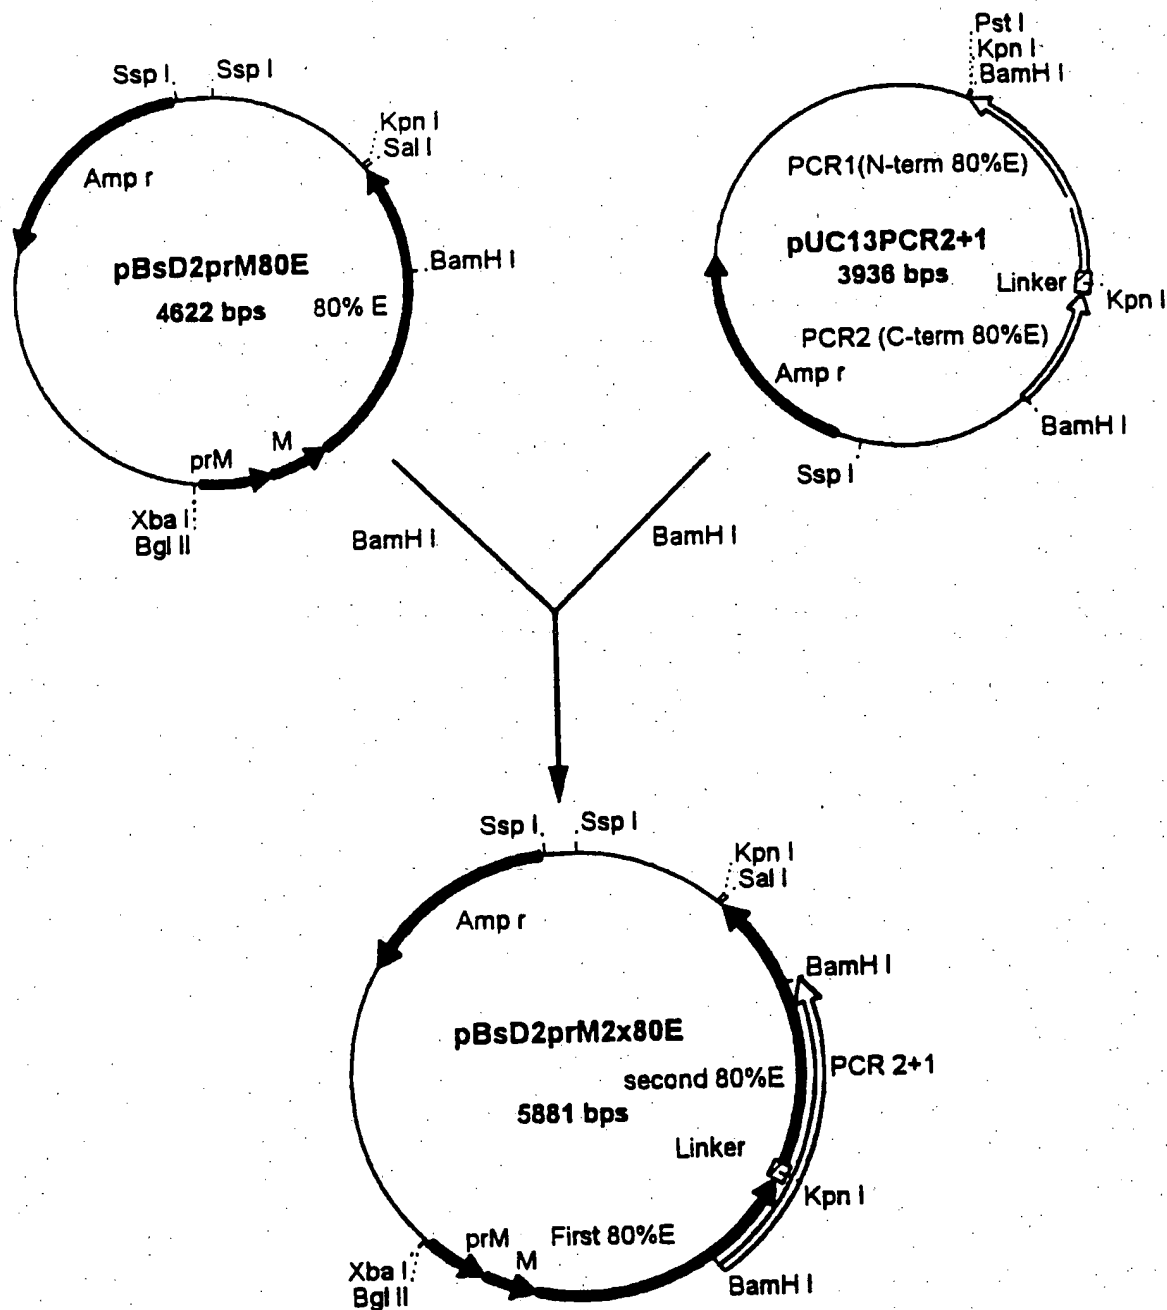 Ssp I
Ssp I
Kpn I
Sal I
Amp r
pBsD2prM80E
4622 bps
80% E
BamH I
prM
M
Xba I
Bgl II
Pst I
Kpn I
BamH I
PCR1(N-term 80%E)
pUC13PCR2+1
3936 bps
Linker
Kpn I
PCR2 (C-term 80%E)
Amp r
BamH I
Ssp I
BamH I
BamH I
Ssp I
Ssp I
Kpn I
Sal I
Amp r
BamH I
pBsD2prM2x80E
PCR 2+1
second 80%E
5881 bps
Linker
Kpn I
First 80%E
prM
M
Xba I
Bgl II
BamH I